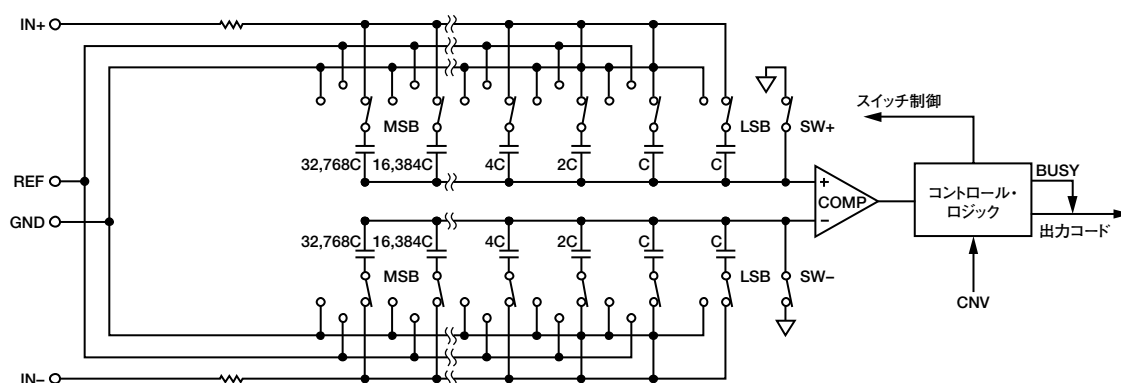 IN+
MSB
LSB
SW+
32,768C
16,384C
4C
2C
C
C
スイッチ制御
REF
GND
+
COMP
−
コントロール・
ロジック
BUSY
出力コード
CNV
32,768C
16,384C
4C
2C
C
C
MSB
LSB
SW−
IN−